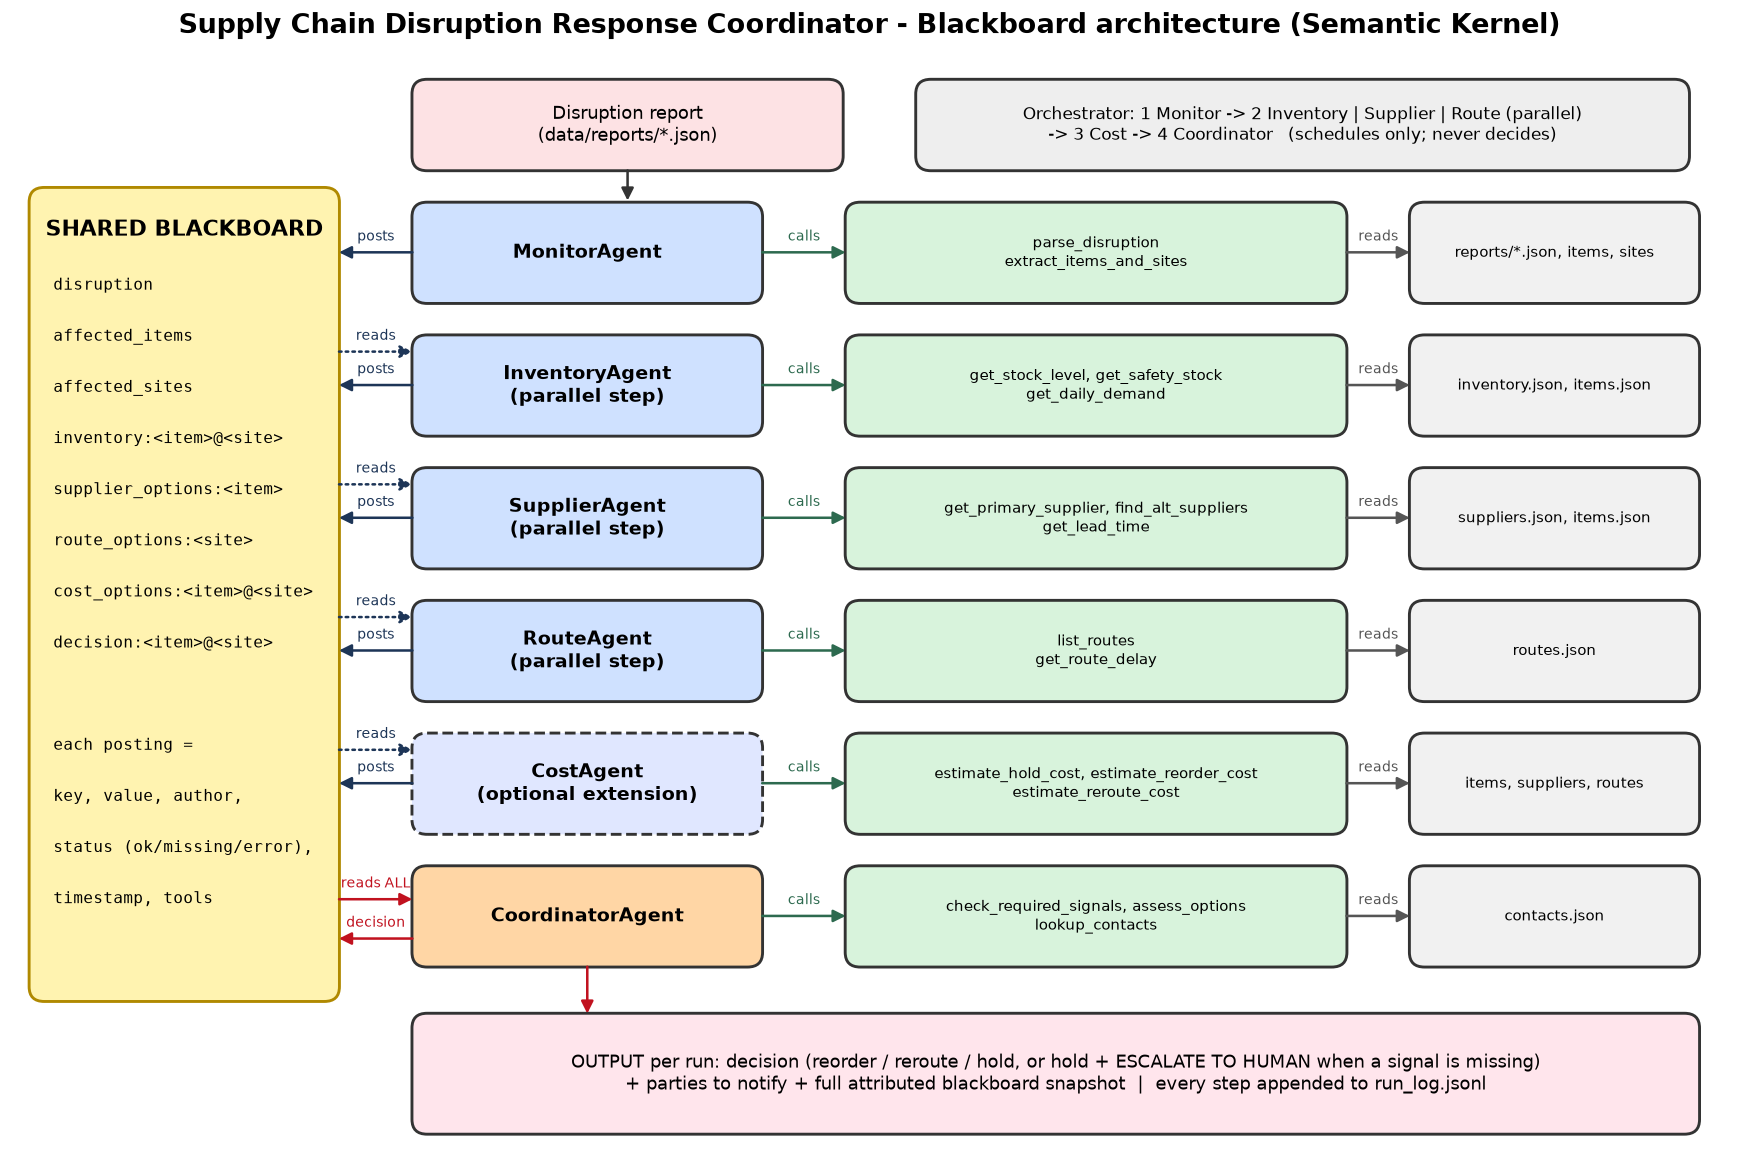 Supply Chain Disruption Response Coordinator - Blackboard architecture (Semantic Kernel)
Disruption report
(data/reports/*.json)
Orchestrator: 1 Monitor -> 2 Inventory | Supplier | Route (parallel)
-> 3 Cost -> 4 Coordinator (schedules only; never decides)
SHARED BLACKBOARD
disruption
affected_items
affected_sites
inventory:<item>@<site>
supplier_options:<item>
route_options:<site>
cost_options:<item>@<site>
decision:<item>@<site>
each posting =
key, value, author,
status (ok/missing/error),
timestamp, tools
posts
MonitorAgent
calls
parse_disruption
extract_items_and_sites
reads
reports/*.json, items, sites
reads
posts
InventoryAgent
(parallel step)
calls
get_stock_level, get_safety_stock
get_daily_demand
reads
inventory.json, items.json
reads
posts
SupplierAgent
(parallel step)
calls
get_primary_supplier, find_alt_suppliers
get_lead_time
reads
suppliers.json, items.json
reads
posts
RouteAgent
(parallel step)
calls
list_routes
get_route_delay
reads
routes.json
reads
posts
CostAgent
(optional extension)
calls
estimate_hold_cost, estimate_reorder_cost
estimate_reroute_cost
reads
items, suppliers, routes
reads ALL
decision
CoordinatorAgent
calls
check_required_signals, assess_options
lookup_contacts
reads
contacts.json
OUTPUT per run: decision (reorder / reroute / hold, or hold + ESCALATE TO HUMAN when a signal is missing)
+ parties to notify + full attributed blackboard snapshot | every step appended to run_log.jsonl